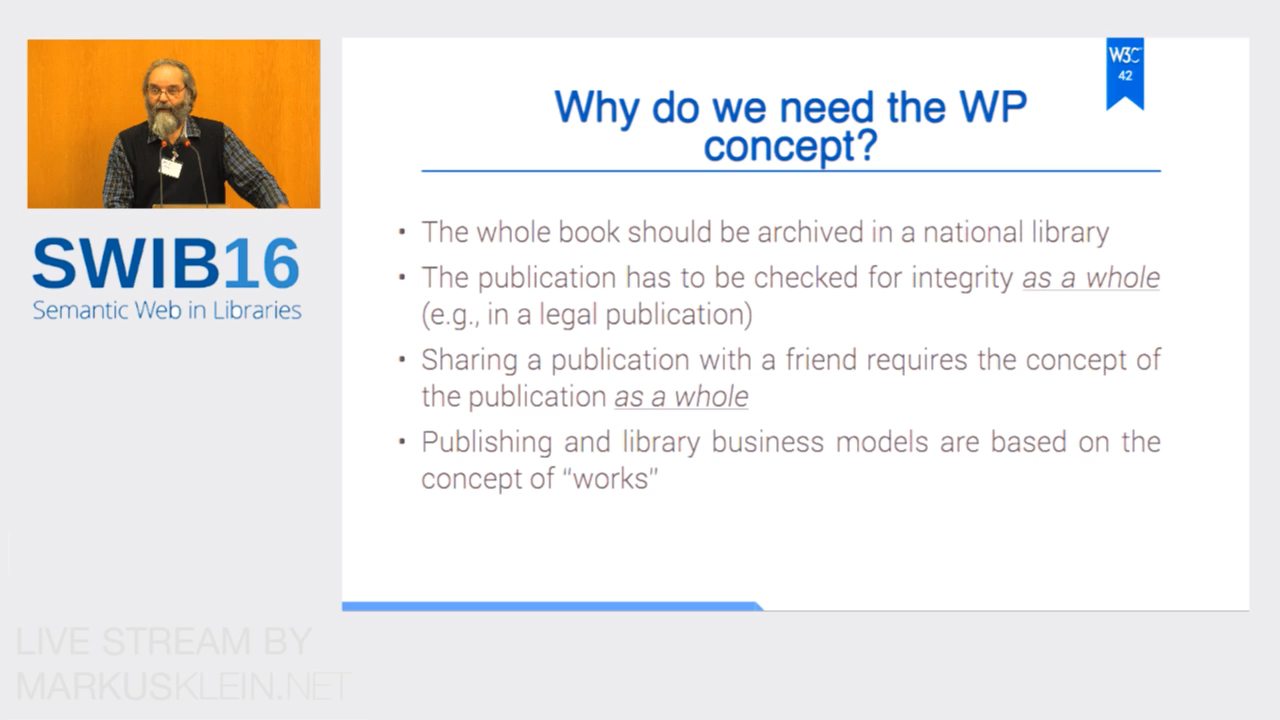 SWIB16
Semantic Web in Libraries
W3C
42
Why do we need the WP
concept?
• The whole book should be archived in a national library
• The publication has to be checked for integrity as a whole
(e.g., in a legal publication)
• Sharing a publication with a friend requires the concept of
the publication as a whole
• Publishing and library business models are based on the
concept of “works”
LIVE STREAM BY
MARKUSKLEIN.NET